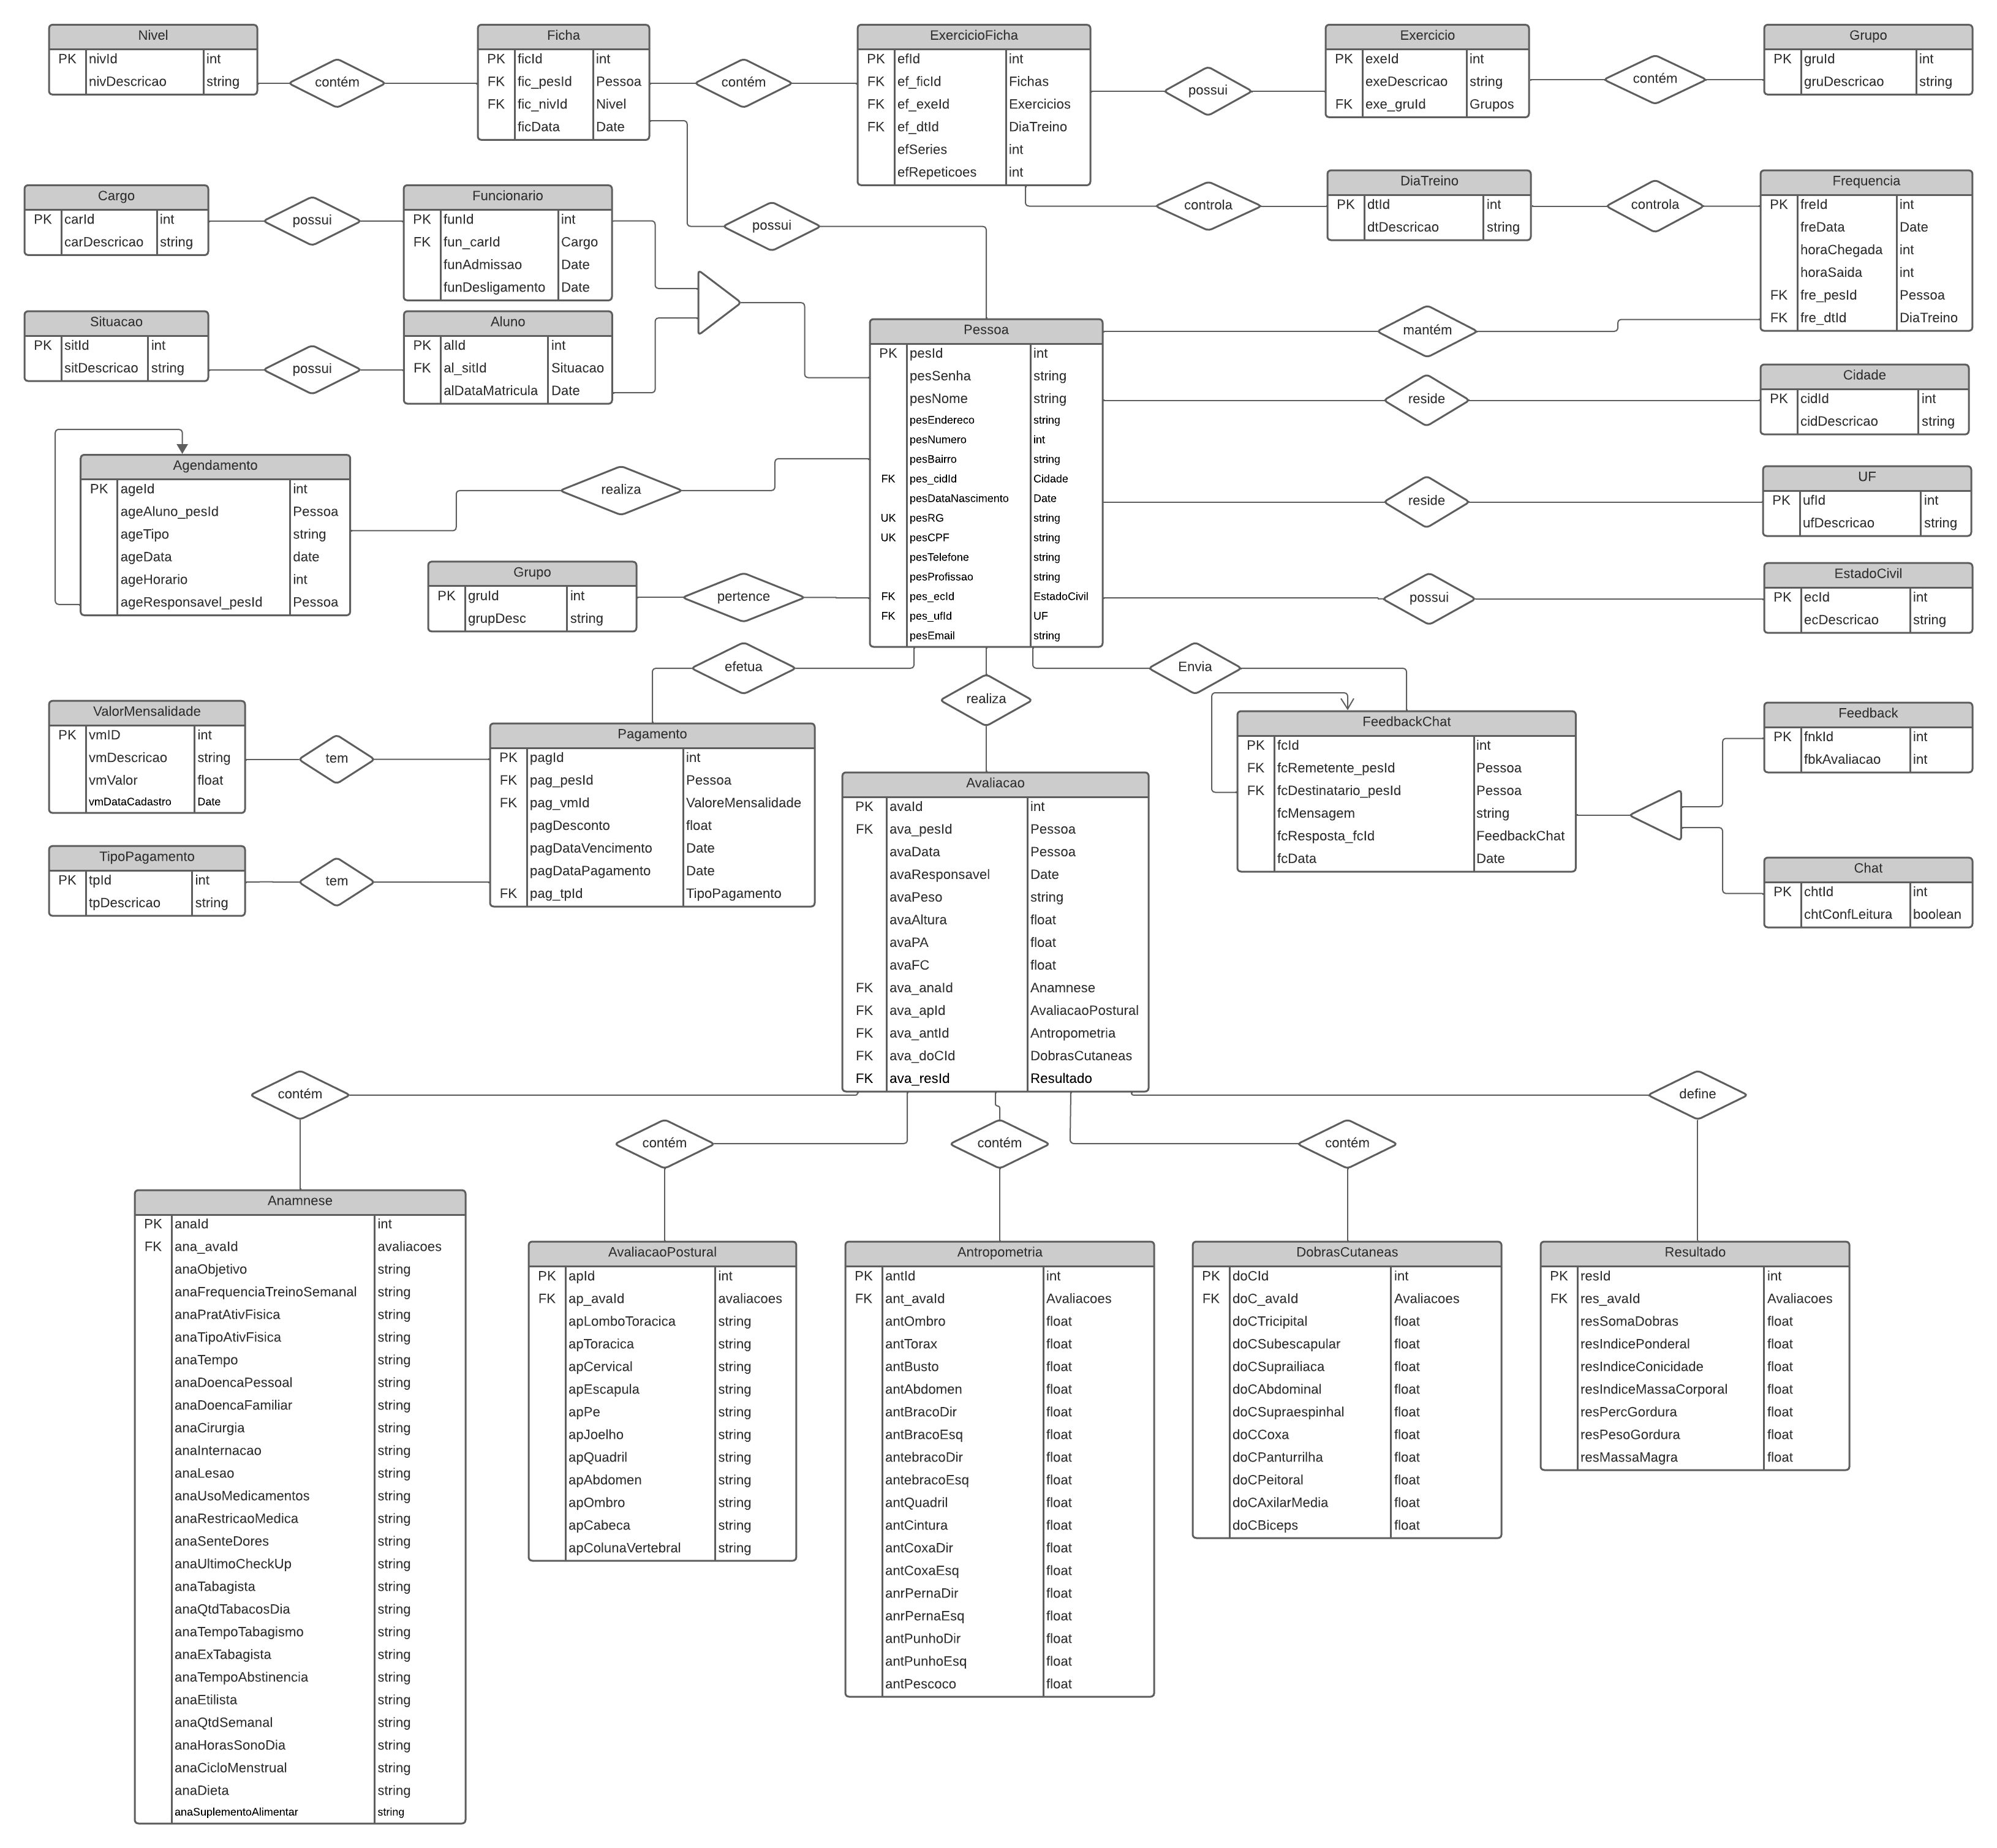 Nivel
PK nivId int
nivDescricao string
contém
Ficha
PK ficId int
FK fic_pesId Pessoa
FK fic_nivId Nivel
ficData Date
contém
ExercicioFicha
PK efId int
FK ef_ficId Fichas
FK ef_exeId Exercicios
FK ef_dtId DiaTreino
efSeries int
efRepeticoes int
possui
Exercicio
PK exeId int
exeDescricao string
FK exe_gruId Grupos
contém
Grupo
PK gruId int
gruDescricao string
Cargo
PK carId int
carDescricao string
possui
Funcionario
PK funId int
FK fun_carId Cargo
funAdmissao Date
funDesligamento Date
possui
controla
DiaTreino
PK dtId int
dtDescricao string
controla
Frequencia
PK freId int
freData Date
horaChegada int
horaSaida int
FK fre_pesId Pessoa
FK fre_dtId DiaTreino
Situacao
PK sitId int
sitDescricao string
possui
Aluno
PK alId int
FK al_sitId Situacao
alDataMatricula Date
Pessoa
PK pesId int
pesSenha string
pesNome string
pesEndereco string
pesNumero int
pesBairro string
FK pes_cidId Cidade
pesDataNascimento Date
UK pesRG string
UK pesCPF string
pesTelefone string
pesProfissao string
FK pes_ecId EstadoCivil
FK pes_ufId UF
pesEmail string
mantém
reside
Cidade
PK cidId int
cidDescricao string
reside
UF
PK ufId int
ufDescricao string
possui
EstadoCivil
PK ecId int
ecDescricao string
Agendamento
PK ageId int
ageAluno_pesId Pessoa
ageTipo string
ageData date
ageHorario int
ageResponsavel_pesId Pessoa
realiza
Grupo
PK gruId int
grupDesc string
pertence
efetua
realiza
Envia
ValorMensalidade
PK vmID int
vmDescricao string
vmValor float
vmDataCadastro Date
tem
TipoPagamento
PK tpId int
tpDescricao string
tem
Pagamento
PK pagId int
FK pag_pesId Pessoa
FK pag_vmId ValoreMensalidade
pagDesconto float
pagDataVencimento Date
pagDataPagamento Date
FK pag_tpId TipoPagamento
Avaliacao
PK avaId int
FK ava_pesId Pessoa
avaData Pessoa
avaResponsavel Date
avaPeso string
avaAltura float
avaPA float
avaFC float
FK ava_anaId Anamnese
FK ava_apId AvaliacaoPostural
FK ava_antId Antropometria
FK ava_doCId DobrasCutaneas
FK ava_resId Resultado
FeedbackChat
PK fcId int
FK fcRemetente_pesId Pessoa
FK fcDestinatario_pesId Pessoa
fcMensagem string
fcResposta_fcId FeedbackChat
fcData Date
Feedback
PK fnkId int
fbkAvaliacao int
Chat
PK chtId int
chtConfLeitura boolean
contém
contém
contém
contém
define
Anamnese
PK anaId int
FK ana_avaId avaliacoes
anaObjetivo string
anaFrequenciaTreinoSemanal string
anaPratAtivFisica string
anaTipoAtivFisica string
anaTempo string
anaDoencaPessoal string
anaDoencaFamiliar string
anaCirurgia string
anaInternacao string
anaLesao string
anaUsoMedicamentos string
anaRestricaoMedica string
anaSenteDores string
anaUltimoCheckUp string
anaTabagista string
anaQtdTabacosDia string
anaTempoTabagismo string
anaExTabagista string
anaTempoAbstinencia string
anaEtilista string
anaQtdSemanal string
anaHorasSonoDia string
anaCicloMenstrual string
anaDieta string
anaSuplementoAlimentar string
AvaliacaoPostural
PK apId int
FK ap_avaId avaliacoes
apLomboToracica string
apToracica string
apCervical string
apEscapula string
apPe string
apJoelho string
apQuadril string
apAbdomen string
apOmbro string
apCabeca string
apColunaVertebral string
Antropometria
PK antId int
FK ant_avaId Avaliacoes
antOmbro float
antTorax float
antBusto float
antAbdomen float
antBracoDir float
antBracoEsq float
antebracoDir float
antebracoEsq float
antQuadril float
antCintura float
antCoxaDir float
antCoxaEsq float
anrPernaDir float
anrPernaEsq float
antPunhoDir float
antPunhoEsq float
antPescoco float
DobrasCutaneas
PK doCId int
FK doC_avaId Avaliacoes
doCTricipital float
doCSubescapular float
doCSuprailiaca float
doCAbdominal float
doCSupraespinhal float
doCCoxa float
doCPanturrilha float
doCPeitoral float
doCAxilarMedia float
doCBiceps float
Resultado
PK resId int
FK res_avaId Avaliacoes
resSomaDobras float
resIndicePonderal float
resIndiceConicidade float
resIndiceMassaCorporal float
resPercGordura float
resPesoGordura float
resMassaMagra float